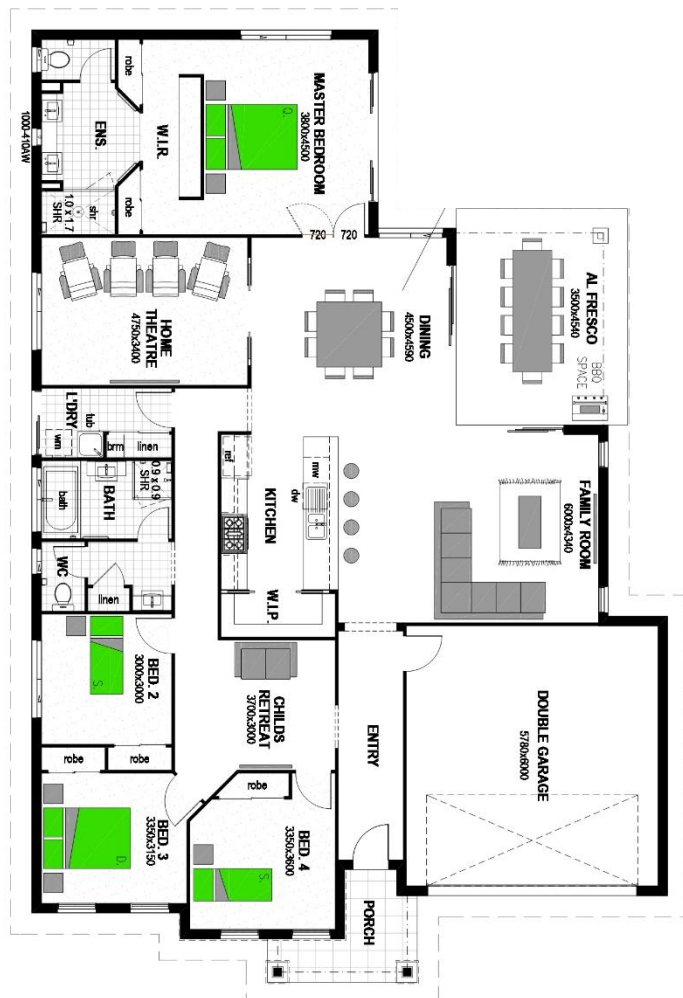 robe
MASTER BEDROOM
3800x4500
Q.
W.I.R.
ENS.
1000-410AW
robe
shr
1.0 x 1.7
SHR
720
720
HOME
THEATRE
4750x3400
DINING
4500x4590
AL FRESCO
3500x4540
BBQ
SPACE
L'DRY
tub
wm
brm
linen
ref
KITCHEN
mw
dw
0.9 x 0.9
SHR
BATH
bath
FAMILY ROOM
6000x4340
WC
linen
W.I.P.
BED. 2
3000x3000
S.
CHILDS
RETREAT
3700x3000
ENTRY
DOUBLE GARAGE
5780x6000
robe
robe
robe
BED. 3
3350x3150
D.
BED. 4
3350x3600
S.
PORCH